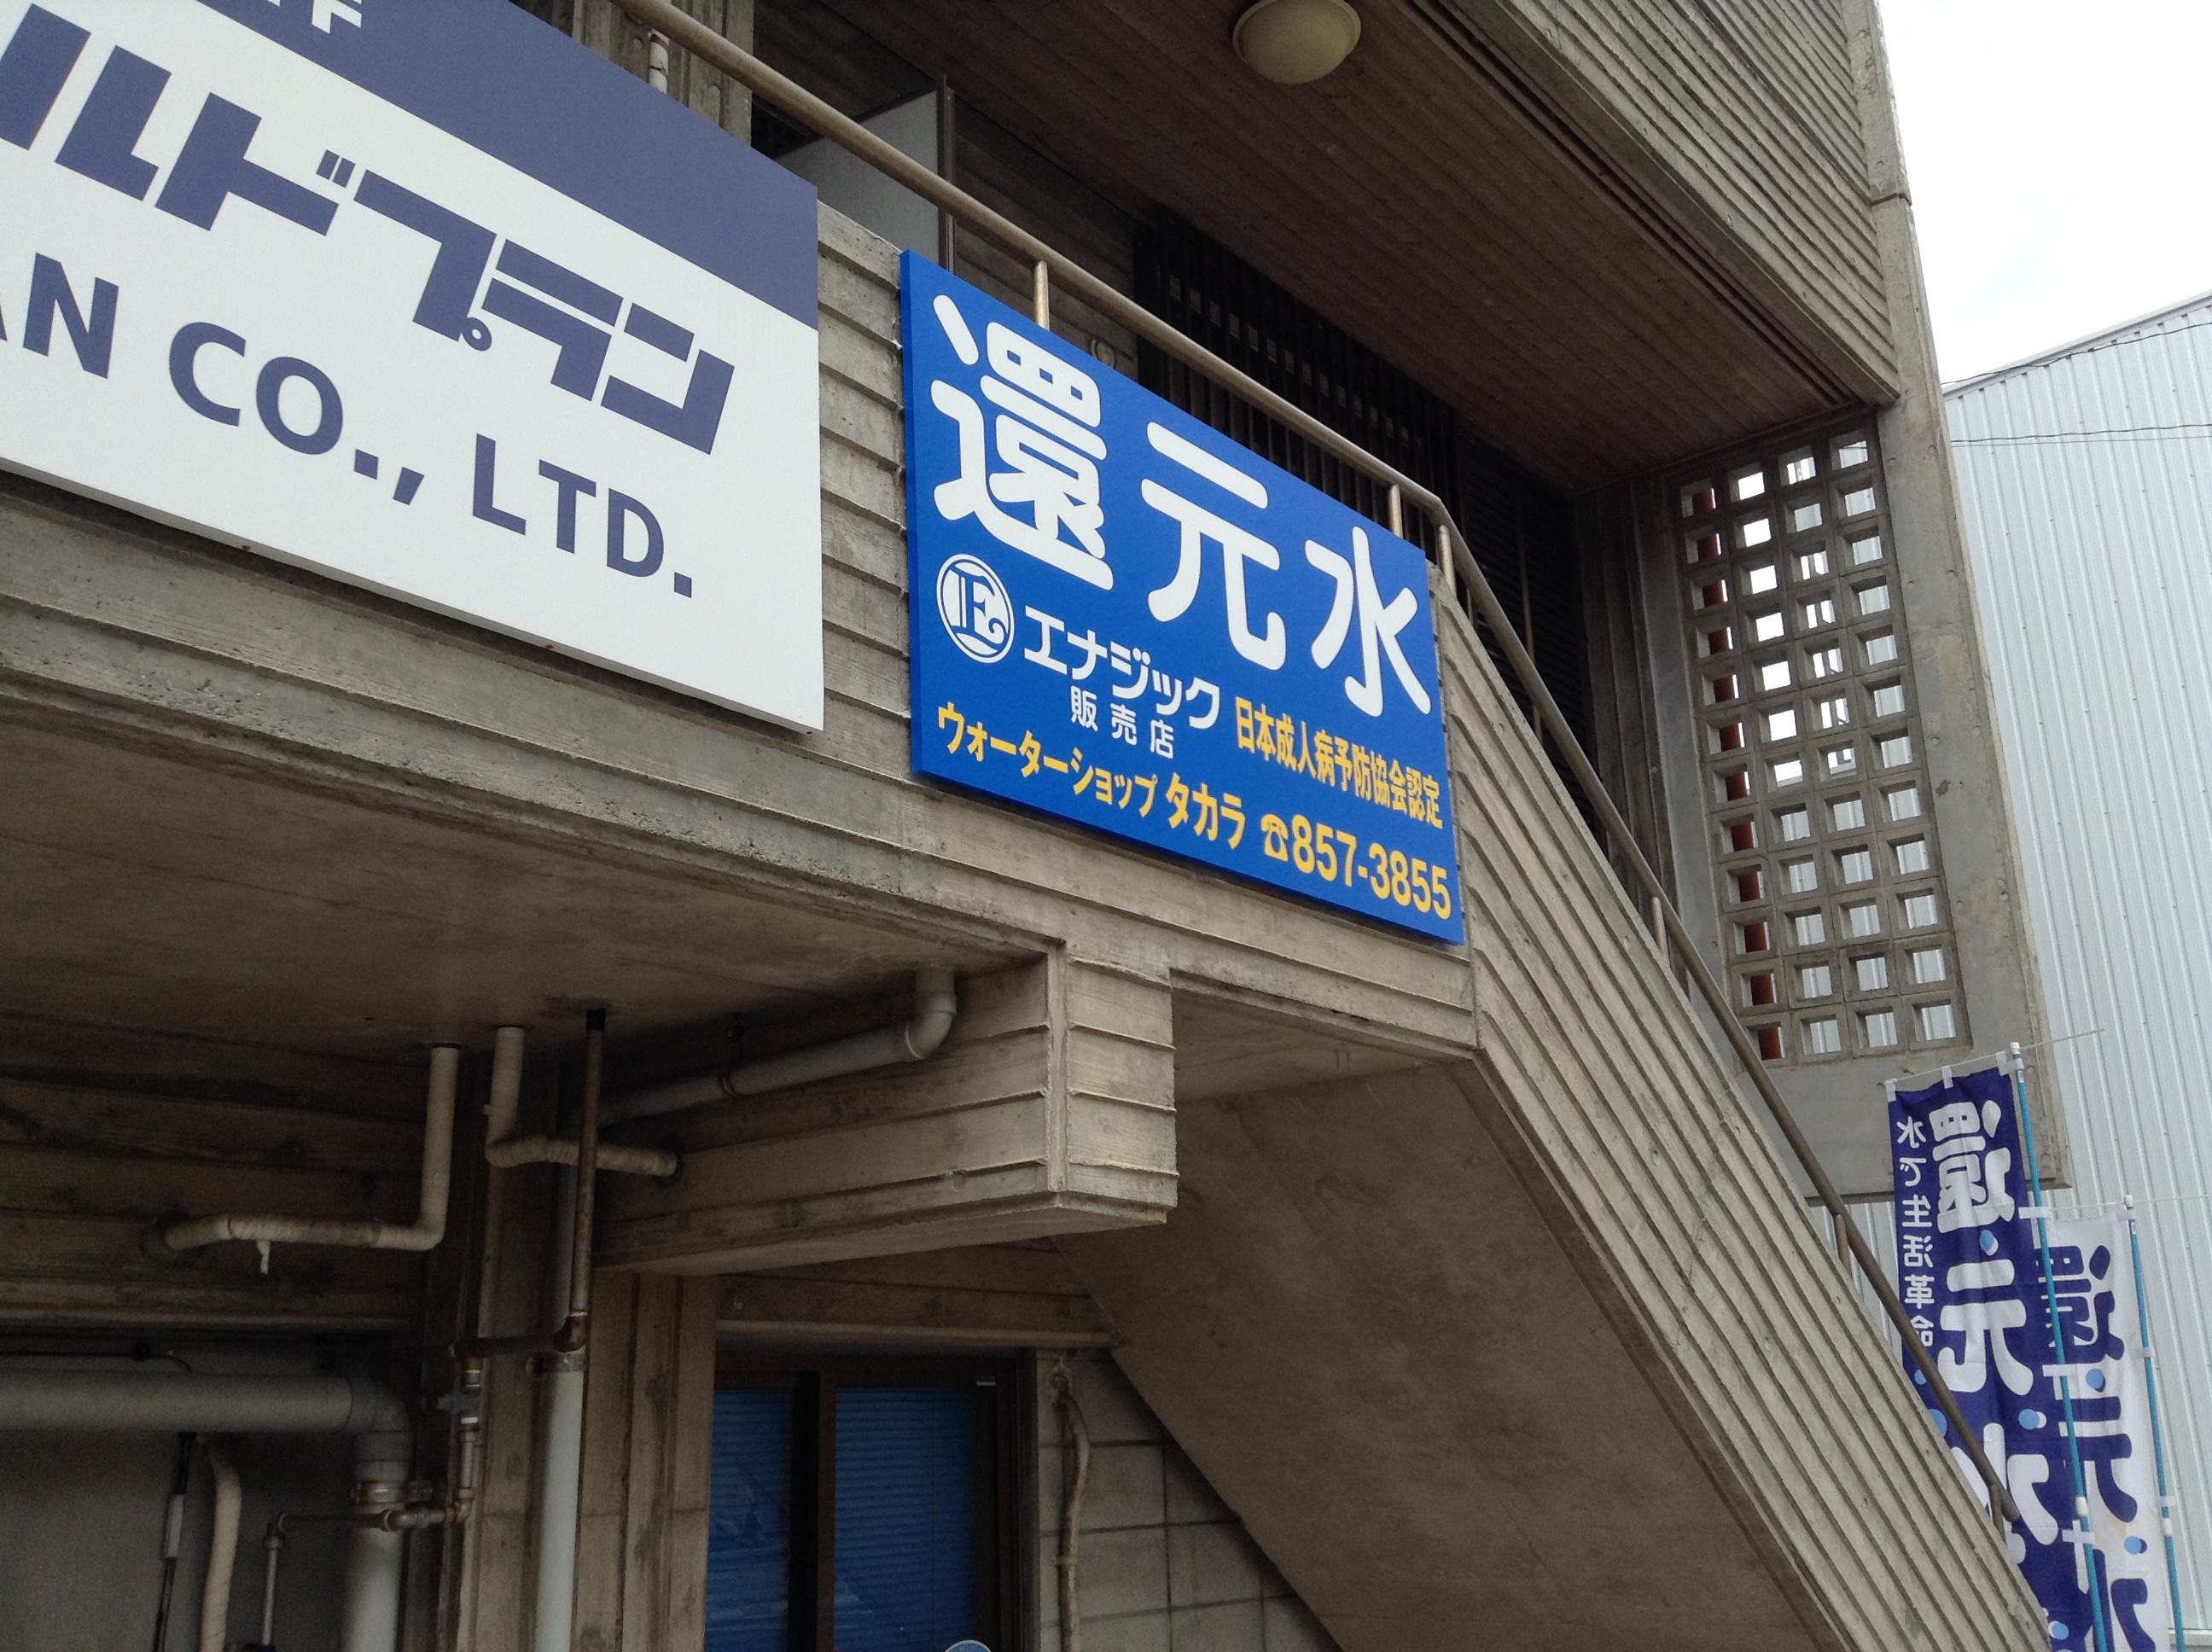 ルドプラン
AN CO., LTD.
還元水
E エナジック
販売店
日本成人病予防協会認定
ウォーターショップ タカラ ☎857-3855
還元水
水で生活革命
還元水